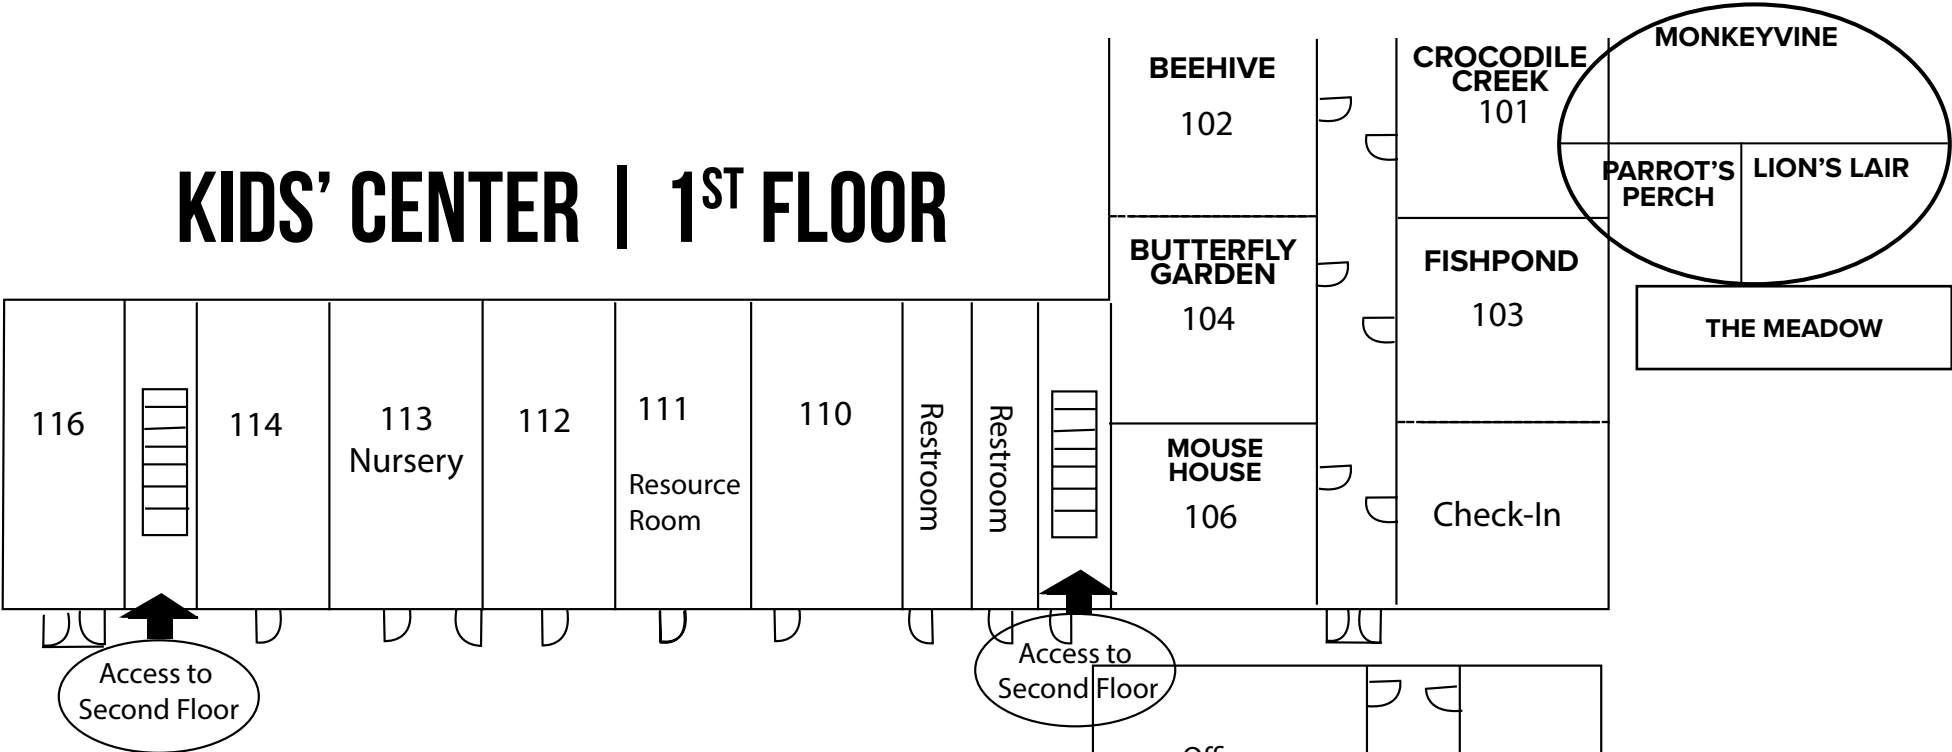 KIDS' CENTER | 1ST FLOOR
BEEHIVE
102
CROCODILE
CREEK
101
MONKEYVINE
PARROT'S
PERCH
LION'S LAIR
BUTTERFLY
GARDEN
104
FISHPOND
103
THE MEADOW
116
114
113
Nursery
112
111
Resource
Room
110
Restroom
Restroom
MOUSE
HOUSE
106
Check-In
Access to
Second Floor
Access to
Second Floor